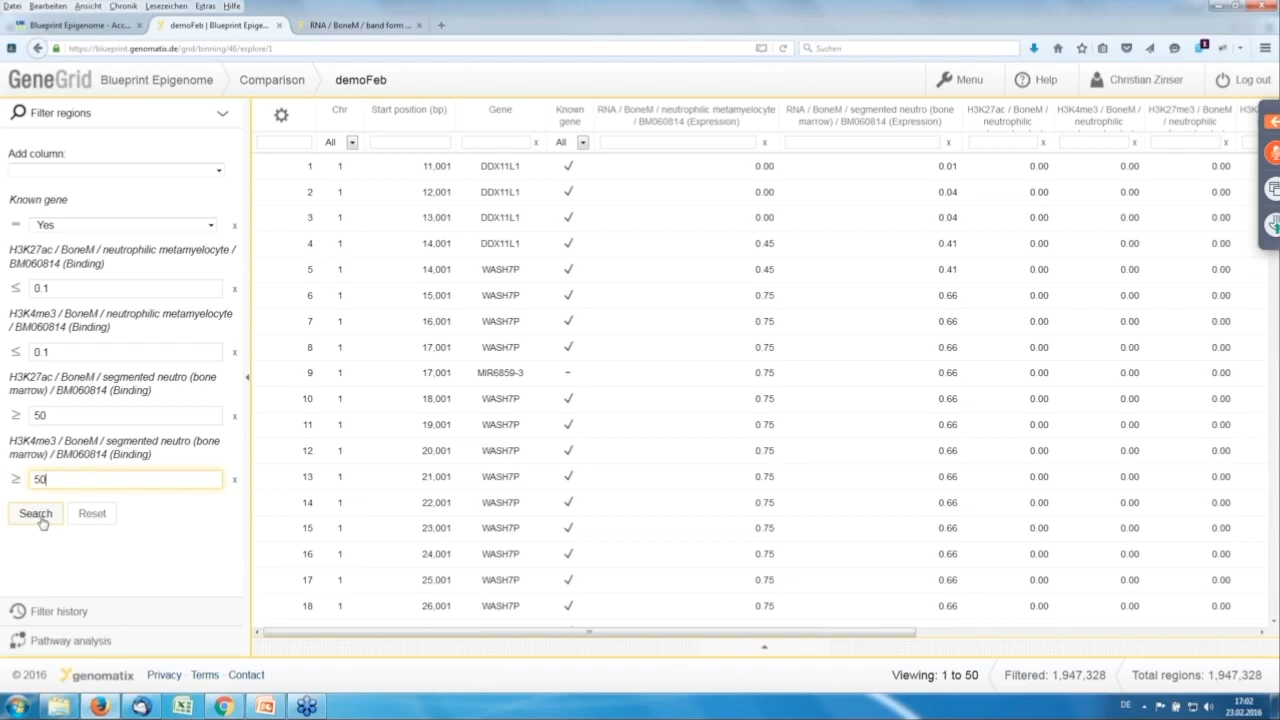 Datei Bearbeiten Ansicht Chronik Lesezeichen Extras Hilfe
Blueprint Epigenome - Acc... × demoFeb | Blueprint Epige... × RNA / BoneM / band form ... × +
https://blueprint.genomatix.de/grid/binning/46/explore/1 Suchen 1
GeneGrid Blueprint Epigenome Comparison demoFeb Menu Help Christian Zinser Log out
Filter regions
Add column:
Known gene
= Yes x
H3K27ac / BoneM / neutrophilic metamyelocyte /
BM060814 (Binding)
≤ 0.1 x
H3K4me3 / BoneM / neutrophilic metamyelocyte
/ BM060814 (Binding)
≤ 0.1 x
H3K27ac / BoneM / segmented neutro (bone
marrow) / BM060814 (Binding)
≥ 50 x
H3K4me3 / BoneM / segmented neutro (bone
marrow) / BM060814 (Binding)
≥ 50 x
Search Reset
Filter history
Pathway analysis
Chr Start position (bp) Gene Known RNA / BoneM / neutrophilic metamyelocyte RNA / BoneM / segmented neutro (bone H3K27ac / BoneM / H3K4me3 / BoneM / H3K27me3 / BoneM
gene / BM060814 (Expression) marrow) / BM060814 (Expression) neutrophilic neutrophilic / neutrophilic
All x All x x x x x
1 1 11,001 DDX11L1 ✓ 0.00 0.01 0.00 0.00 0.00
2 1 12,001 DDX11L1 ✓ 0.00 0.04 0.00 0.00 0.00
3 1 13,001 DDX11L1 ✓ 0.00 0.04 0.00 0.00 0.00
4 1 14,001 DDX11L1 ✓ 0.45 0.41 0.00 0.00 0.00
5 1 14,001 WASH7P ✓ 0.45 0.41 0.00 0.00 0.00
6 1 15,001 WASH7P ✓ 0.75 0.66 0.00 0.00 0.00
7 1 16,001 WASH7P ✓ 0.75 0.66 0.00 0.00 0.00
8 1 17,001 WASH7P ✓ 0.75 0.66 0.00 0.00 0.00
9 1 17,001 MIR6859-3 – 0.75 0.66 0.00 0.00 0.00
10 1 18,001 WASH7P ✓ 0.75 0.66 0.00 0.00 0.00
11 1 19,001 WASH7P ✓ 0.75 0.66 0.00 0.00 0.00
12 1 20,001 WASH7P ✓ 0.75 0.66 0.00 0.00 0.00
13 1 21,001 WASH7P ✓ 0.75 0.66 0.00 0.00 0.00
14 1 22,001 WASH7P ✓ 0.75 0.66 0.00 0.00 0.00
15 1 23,001 WASH7P ✓ 0.75 0.66 0.00 0.00 0.00
16 1 24,001 WASH7P ✓ 0.75 0.66 0.00 0.00 0.00
17 1 25,001 WASH7P ✓ 0.75 0.66 0.00 0.00 0.00
18 1 26,001 WASH7P ✓ 0.75 0.66 0.00 0.00 0.00
© 2016 genomatix Privacy Terms Contact Viewing: 1 to 50 Filtered: 1,947,328 Total regions: 1,947,328
DE 17:02
23.02.2016